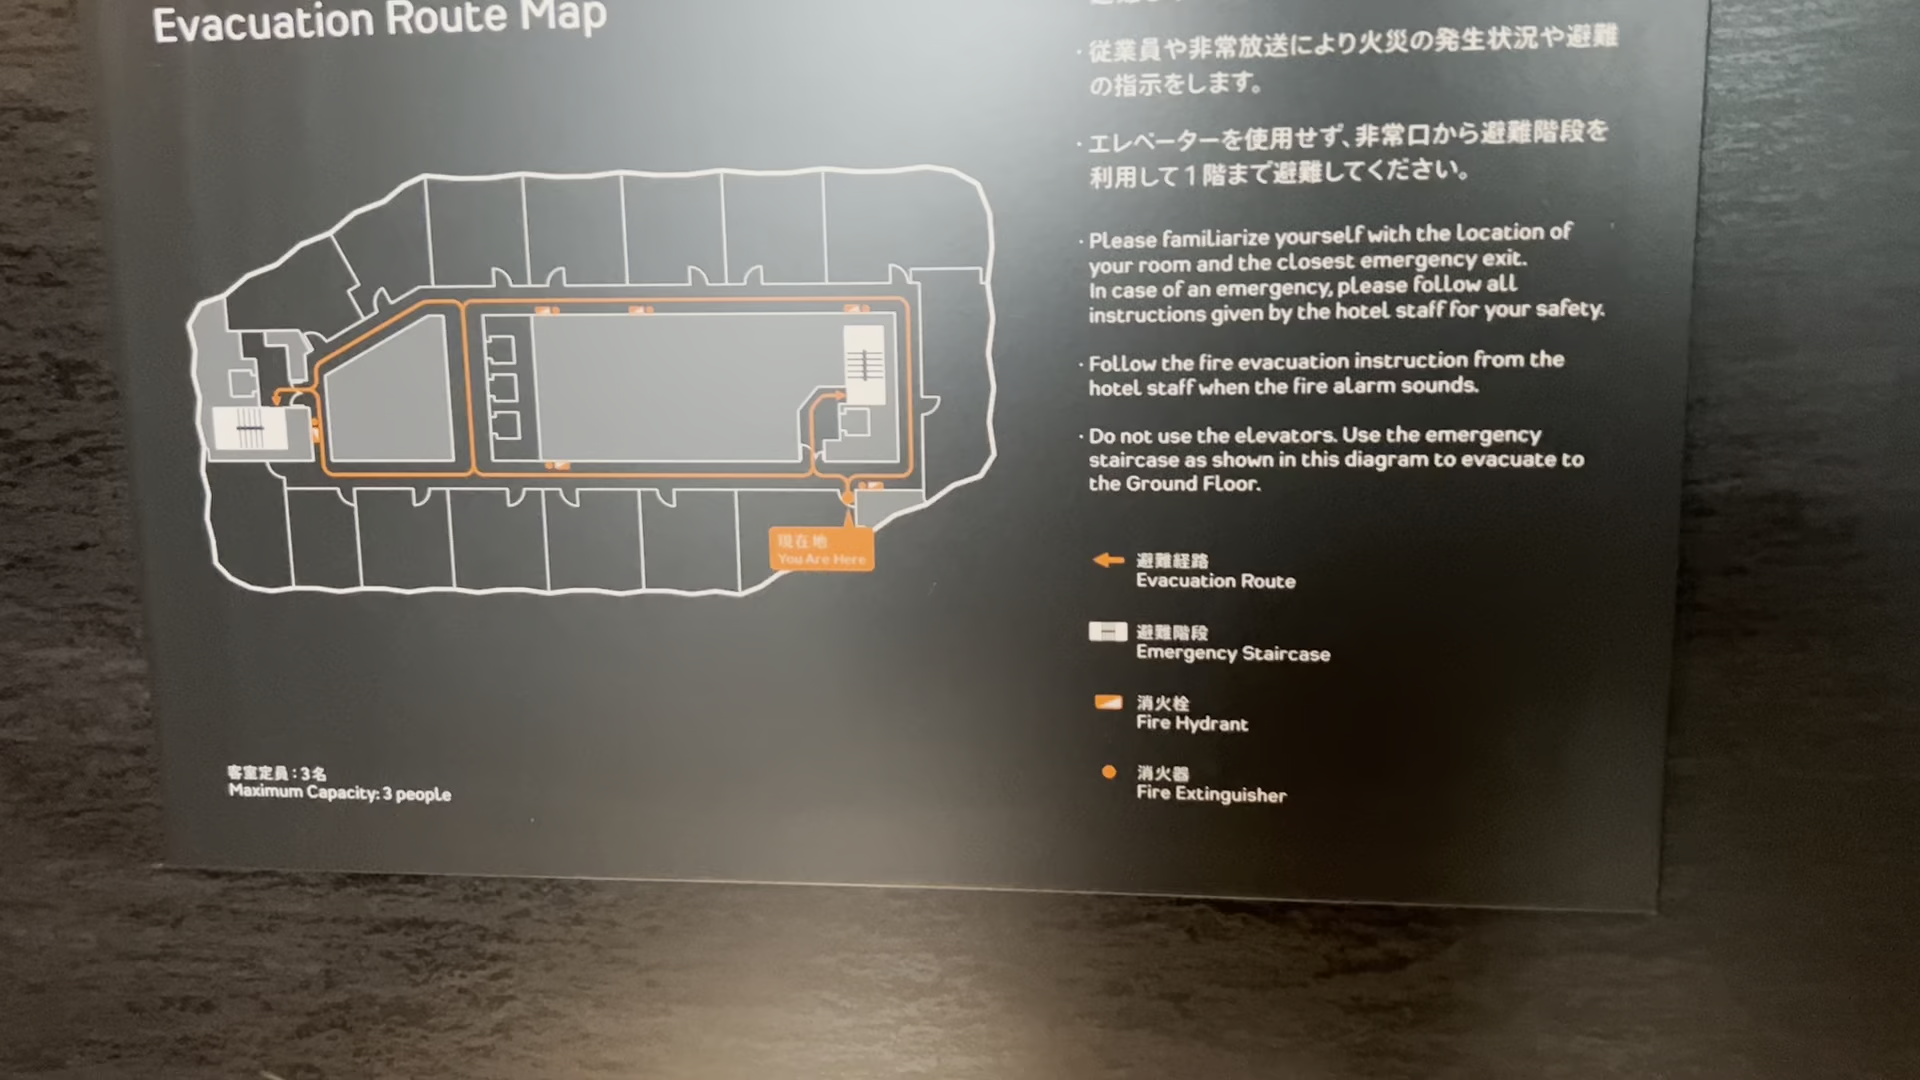 Evacuation Route Map
・従業員や非常放送により火災の発生状況や避難
の指示をします。
・エレベーターを使用せず、非常口から避難階段を
利用して1階まで避難してください。
· Please familiarize yourself with the location of
your room and the closest emergency exit.
In case of an emergency, please follow all
instructions given by the hotel staff for your safety.
· Follow the fire evacuation instruction from the
hotel staff when the fire alarm sounds.
· Do not use the elevators. Use the emergency
staircase as shown in this diagram to evacuate to
the Ground Floor.
現在地
You Are Here
避難経路
Evacuation Route
避難階段
Emergency Staircase
消火栓
Fire Hydrant
消火器
Fire Extinguisher
客室定員：3名
Maximum Capacity: 3 people